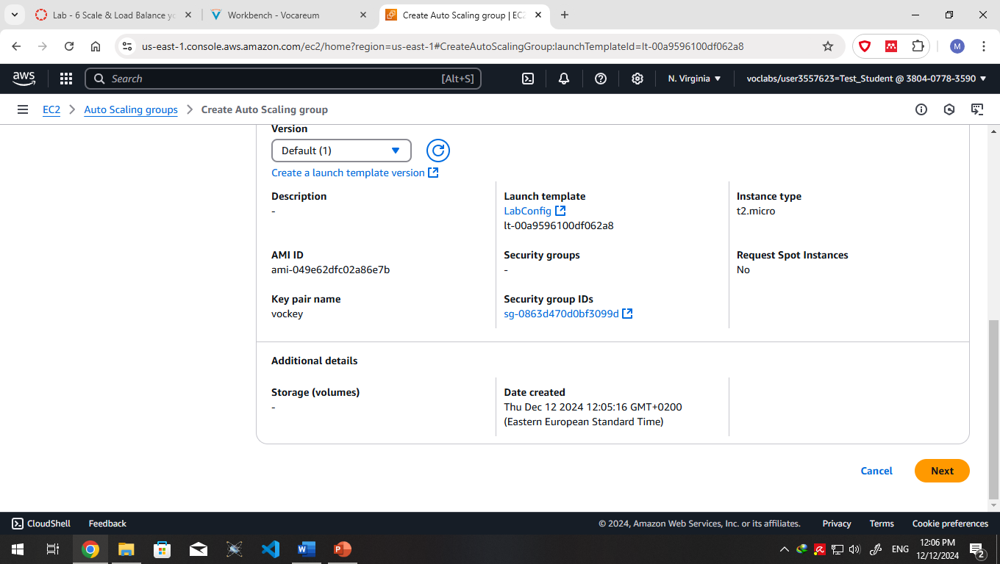 Lab - 6 Scale & Load Balance yo
Workbench - Vocareum
Create Auto Scaling group | EC2
us-east-1.console.aws.amazon.com/ec2/home?region=us-east-1#CreateAutoScalingGroup:launchTemplateId=lt-00a9596100df062a8
M
aws
Search
[Alt+S]
N. Virginia
voclabs/user3557623=Test_Student @ 3804-0778-3590
EC2
Auto Scaling groups
Create Auto Scaling group
Version
Default (1)
Create a launch template version
Description
-
Launch template
LabConfig
lt-00a9596100df062a8
Instance type
t2.micro
AMI ID
ami-049e62dfc02a86e7b
Security groups
-
Request Spot Instances
No
Key pair name
vockey
Security group IDs
sg-0863d470d0bf3099d
Additional details
Storage (volumes)
-
Date created
Thu Dec 12 2024 12:05:16 GMT+0200
(Eastern European Standard Time)
Cancel
Next
CloudShell
Feedback
© 2024, Amazon Web Services, Inc. or its affiliates.
Privacy
Terms
Cookie preferences
ENG
12:06 PM
12/12/2024
2